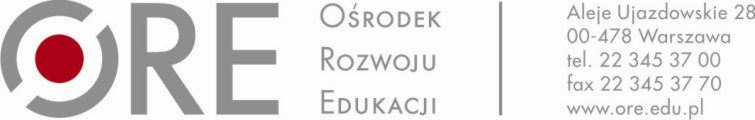 ORE
Ośrodek
Rozwoju
Edukacji
Aleje Ujazdowskie 28
00-478 Warszawa
tel. 22 345 37 00
fax 22 345 37 70
www.ore.edu.pl